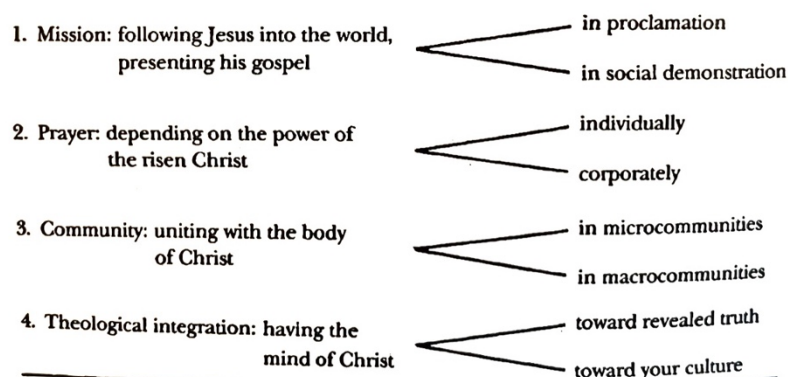 1. Mission: following Jesus into the world,
presenting his gospel
in proclamation
in social demonstration
2. Prayer: depending on the power of
the risen Christ
individually
corporately
3. Community: uniting with the body
of Christ
in microcommunities
in macrocommunities
4. Theological integration: having the
mind of Christ
toward revealed truth
toward your culture